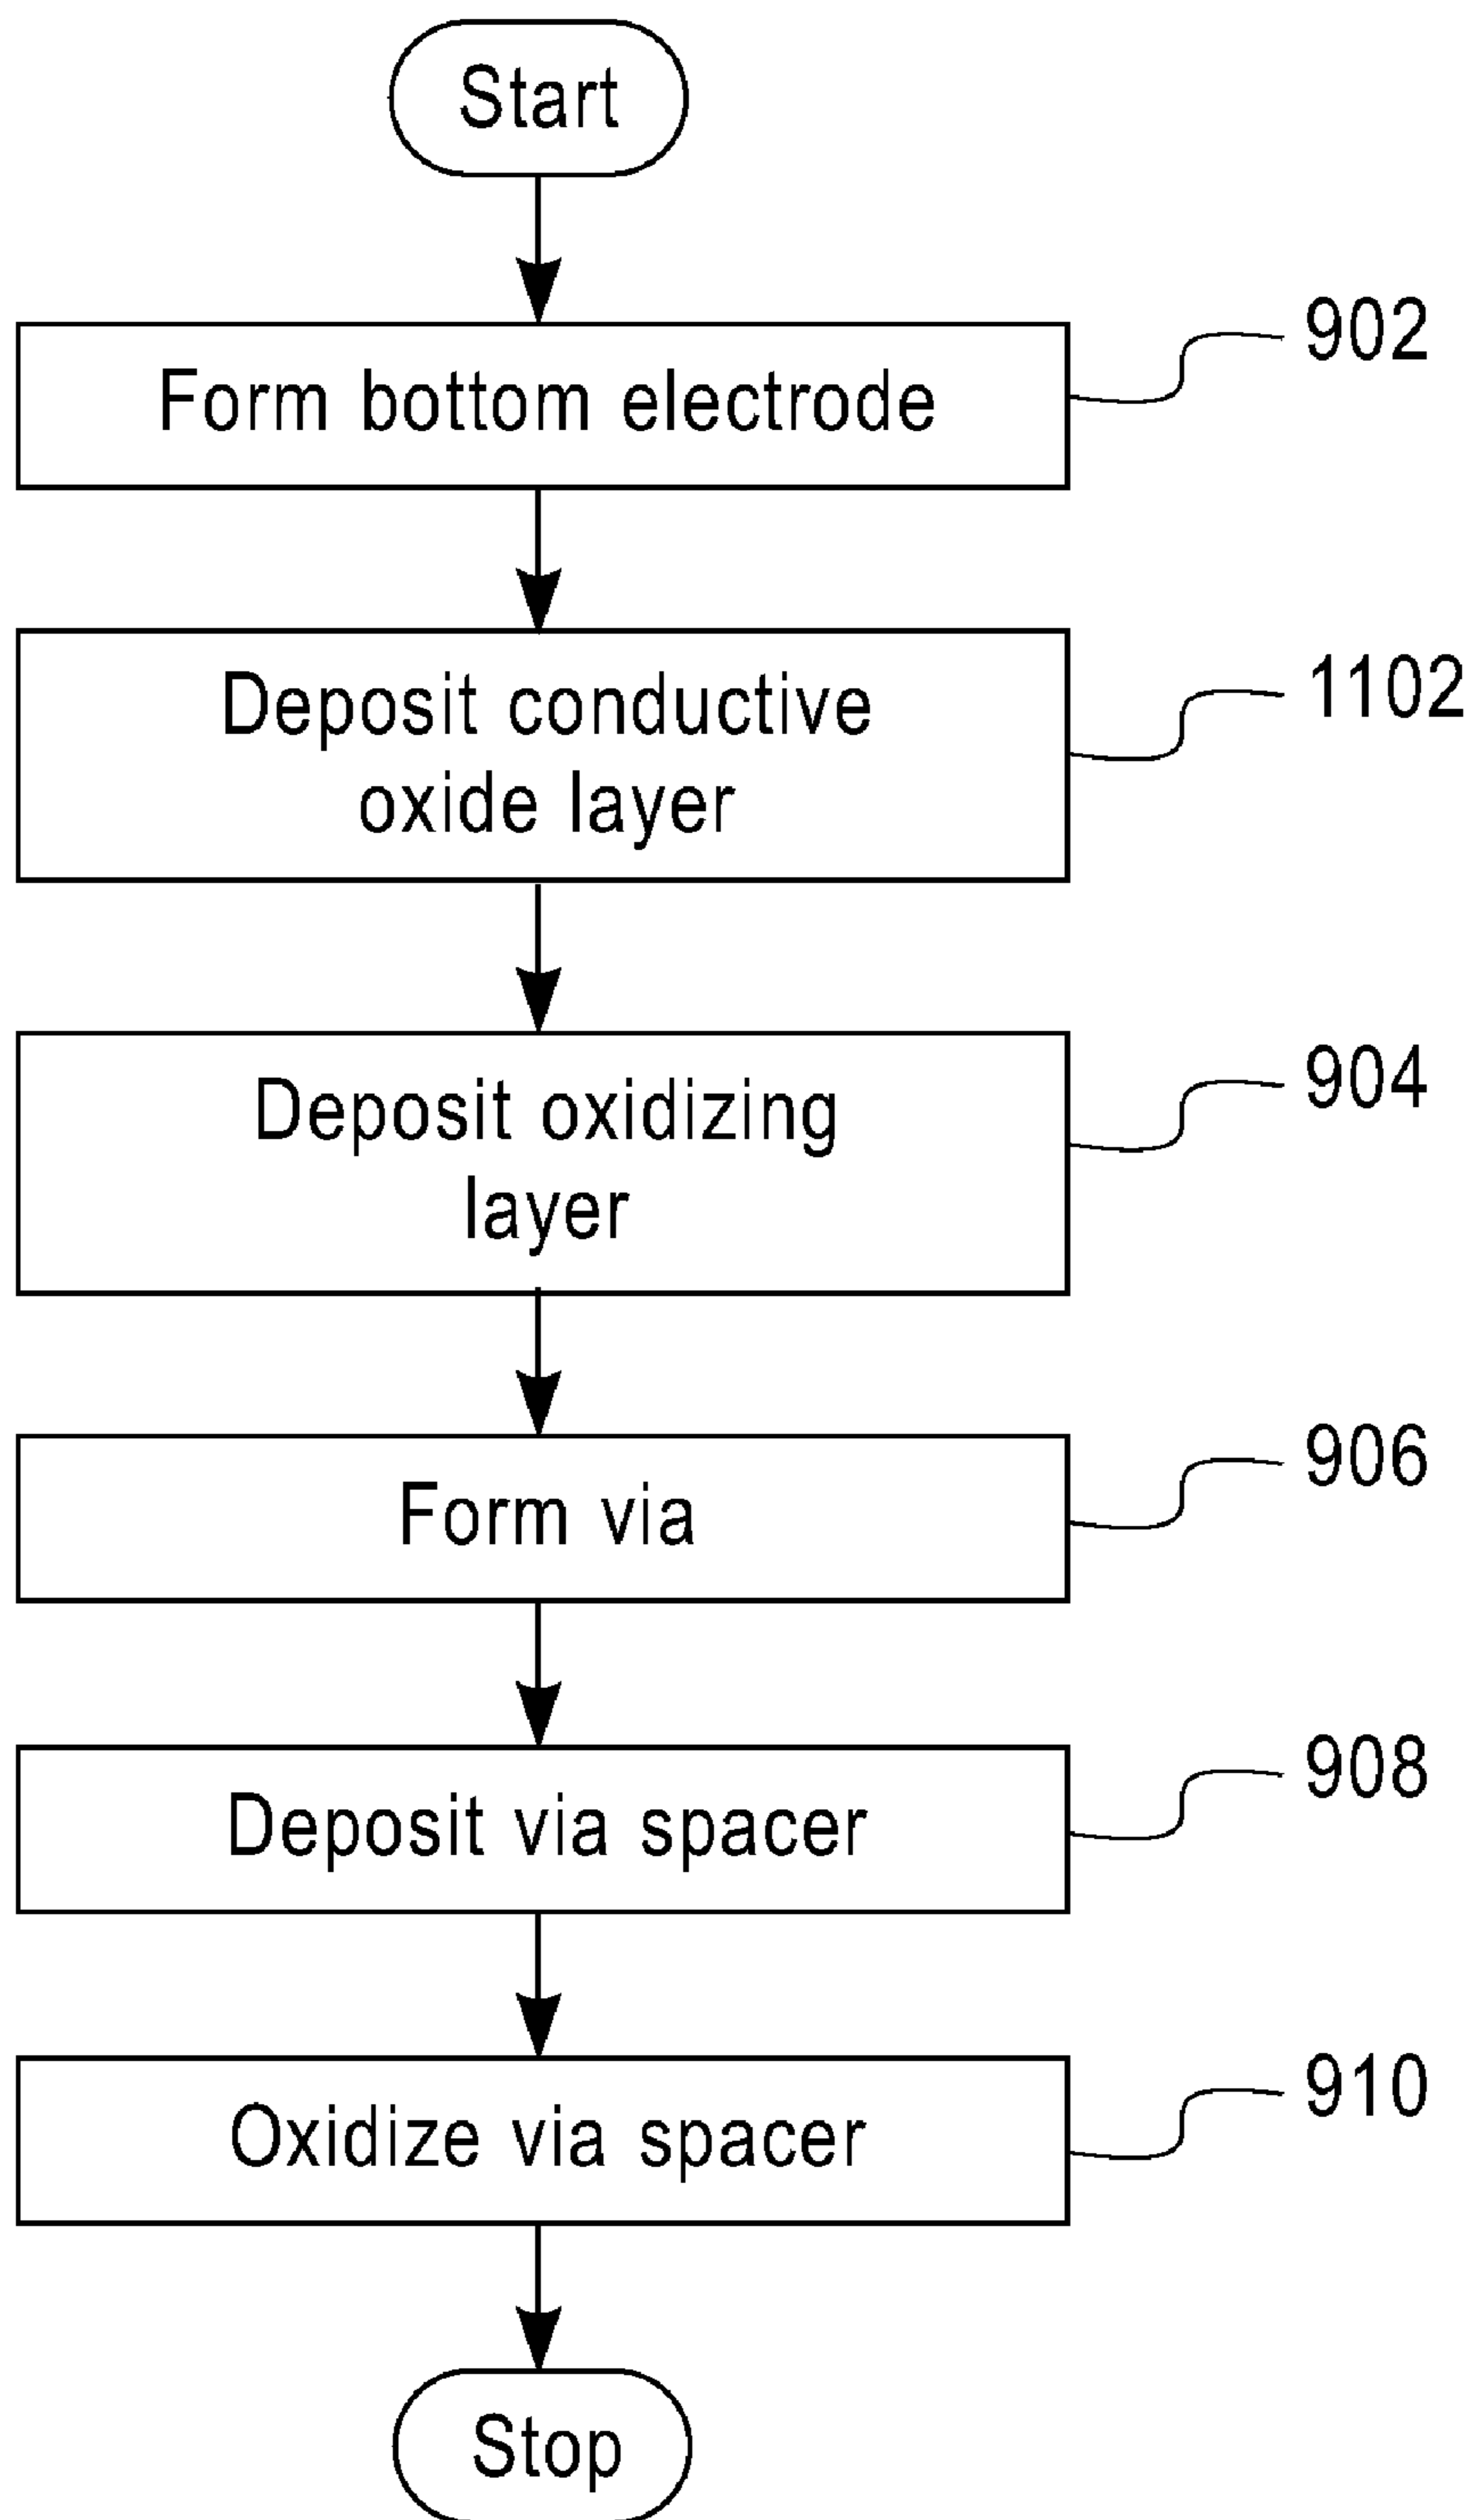 Start
Form bottom electrode
902
Deposit conductive
oxide layer
1102
Deposit oxidizing
layer
904
Form via
906
Deposit via spacer
908
Oxidize via spacer
910
Stop